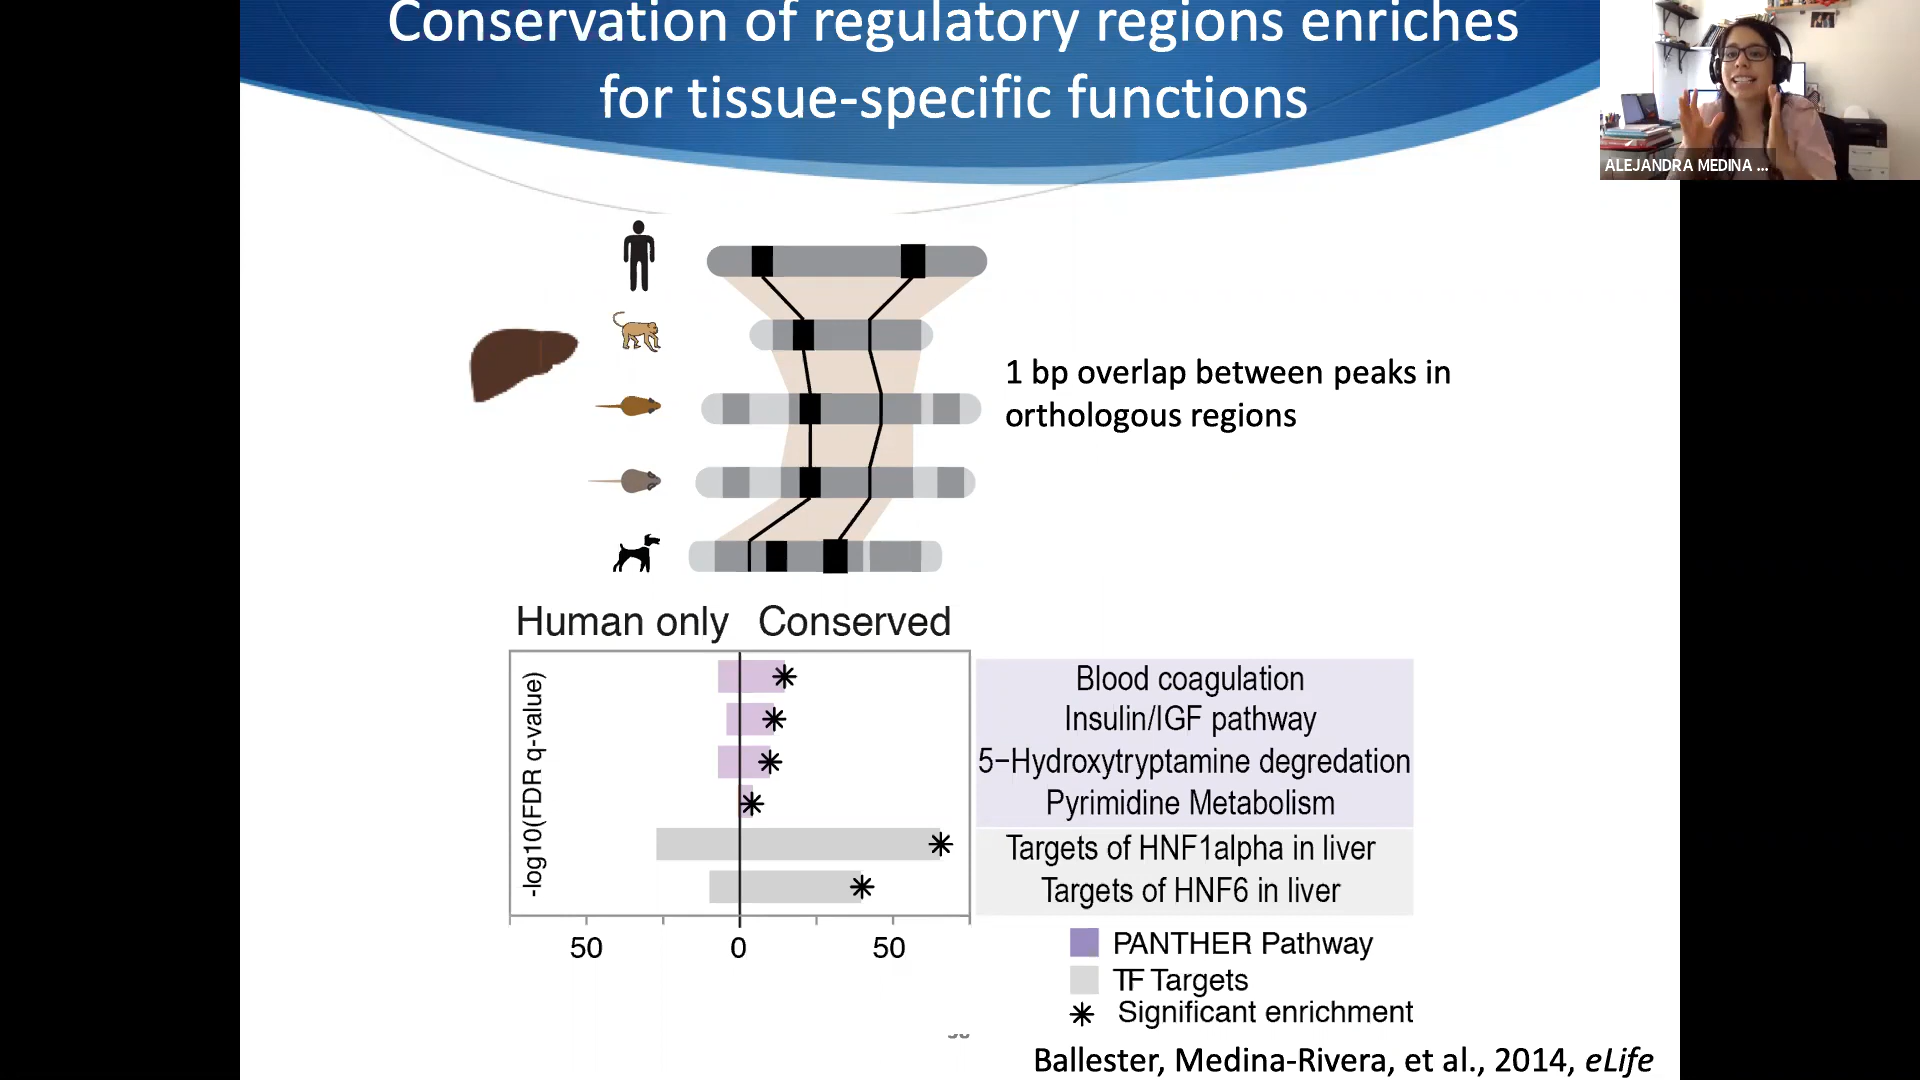 Conservation of regulatory regions enriches
for tissue-specific functions
ALEJANDRA MEDINA ...
1 bp overlap between peaks in
orthologous regions
Human only Conserved
-log10(FDR q-value)
Blood coagulation
Insulin/IGF pathway
5-Hydroxytryptamine degredation
Pyrimidine Metabolism
Targets of HNF1alpha in liver
Targets of HNF6 in liver
50 0 50
PANTHER Pathway
TF Targets
Significant enrichment
Ballester, Medina-Rivera, et al., 2014, eLife